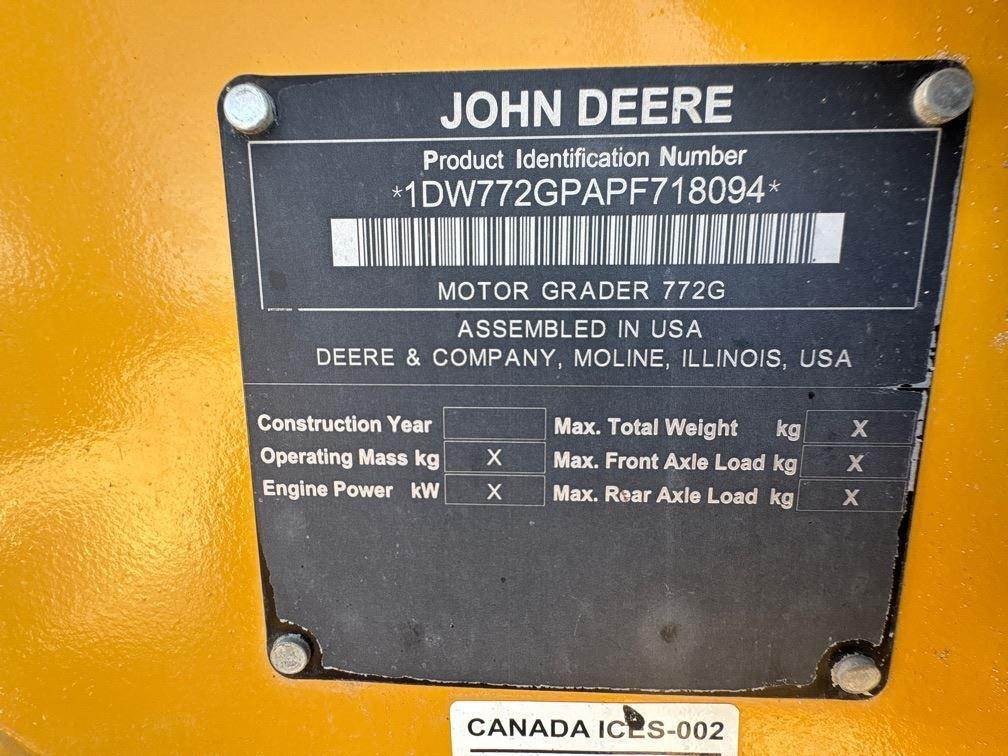 JOHN DEERE
Product Identification Number
*1DW772GPAPF718094*
MOTOR GRADER 772G
ASSEMBLED IN USA
DEERE & COMPANY, MOLINE, ILLINOIS, USA
Construction Year Max. Total Weight kg X
Operating Mass kg X Max. Front Axle Load kg X
Engine Power kW X Max. Rear Axle Load kg X
CANADA ICES-002